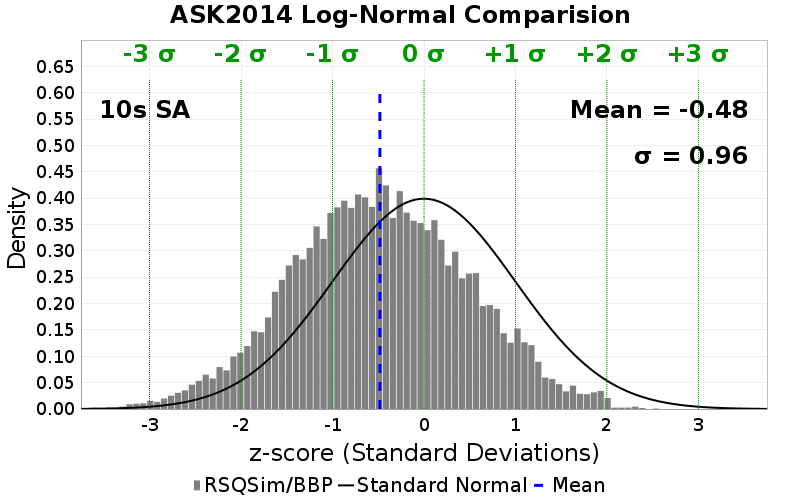 ASK2014 Log-Normal Comparision
-3 σ -2 σ -1 σ 0 σ +1 σ +2 σ +3 σ
10s SA
Mean = -0.48
σ = 0.96
Density
0.65
0.60
0.55
0.50
0.45
0.40
0.35
0.30
0.25
0.20
0.15
0.10
0.05
0.00
-3 -2 -1 0 1 2 3
z-score (Standard Deviations)
RSQSim/BBP Standard Normal Mean